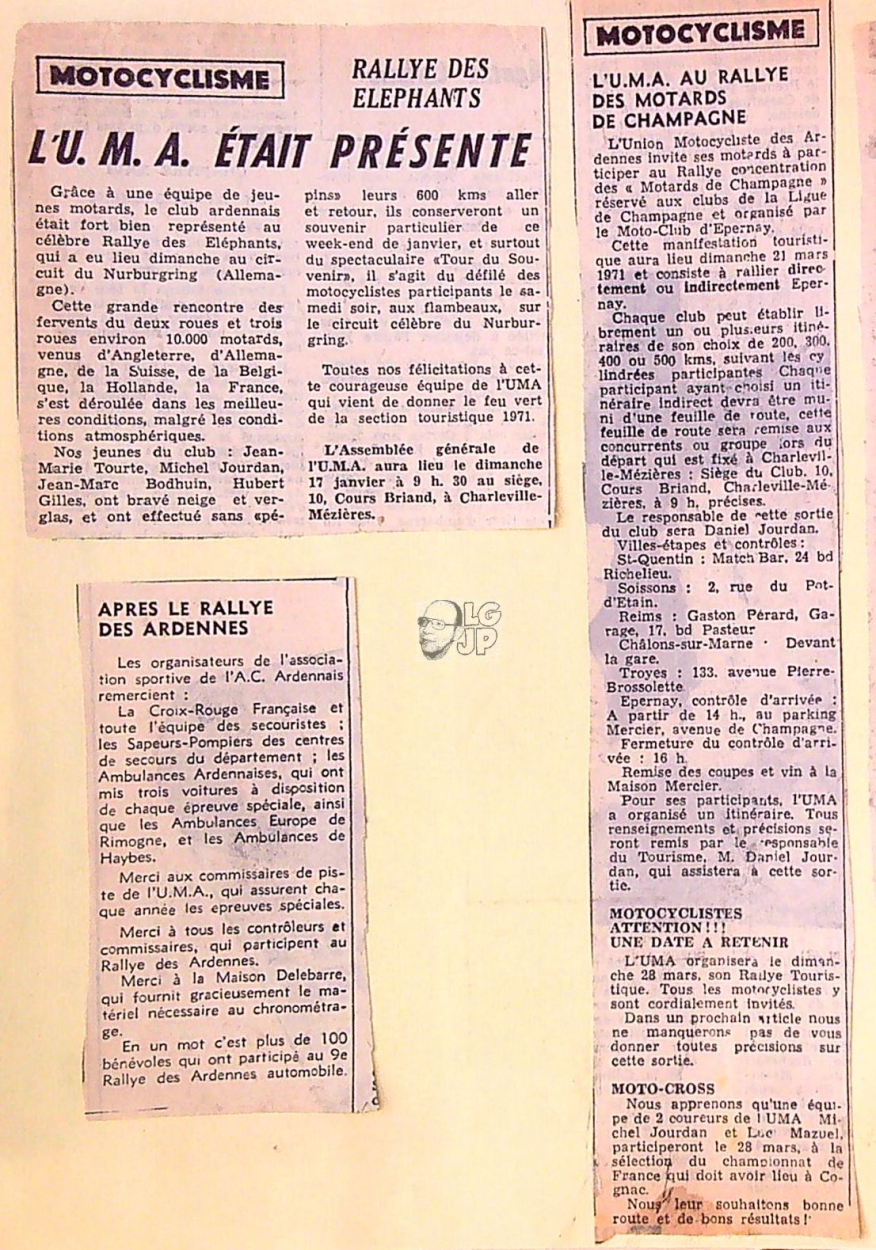 MOTOCYCLISME
RALLYE DES
ELEPHANTS
L'U. M. A. ÉTAIT PRÉSENTE
Grâce à une équipe de jeu-
nes motards, le club ardennais
était fort bien représenté au
célèbre Rallye des Eléphants,
qui a eu lieu dimanche au cir-
cuit du Nurburgring (Allema-
gne).
Cette grande rencontre des
fervents du deux roues et trois
roues environ 10.000 motards,
venus d'Angleterre, d'Allema-
gne, de la Suisse, de la Belgi-
que, la Hollande, la France,
s'est déroulée dans les meilleu-
res conditions, malgré les condi-
tions atmosphériques.
Nos jeunes du club : Jean-
Marie Tourte, Michel Jourdan,
Jean-Marc Bodhuin, Hubert
Gilles, ont bravé neige et ver-
glas, et ont effectué sans «pé-
pins» leurs 600 kms aller
et retour, ils conserveront un
souvenir particulier de ce
week-end de janvier, et surtout
du spectaculaire «Tour du Sou-
venir», il s'agit du défilé des
motocyclistes participants le sa-
medi soir, aux flambeaux, sur
le circuit célèbre du Nurbur-
gring.
Toutes nos félicitations à cet-
te courageuse équipe de l'UMA
qui vient de donner le feu vert
de la section touristique 1971.
L'Assemblée générale de
l'U.M.A. aura lieu le dimanche
17 janvier à 9 h. 30 au siège,
10, Cours Briand, à Charleville-
Mézières.
APRES LE RALLYE
DES ARDENNES
Les organisateurs de l'associa-
tion sportive de l'A.C. Ardennais
remercient :
La Croix-Rouge Française et
toute l'équipe des secouristes ;
les Sapeurs-Pompiers des centres
de secours du département ; les
Ambulances Ardennaises, qui ont
mis trois voitures à disposition
de chaque épreuve spéciale, ainsi
que les Ambulances Europe de
Rimogne, et les Ambulances de
Haybes.
Merci aux commissaires de pis-
te de l'U.M.A., qui assurent cha-
que année les epreuves spéciales.
Merci à tous les contrôleurs et
commissaires, qui participent au
Rallye des Ardennes.
Merci à la Maison Delebarre,
qui fournit gracieusement le ma-
tériel nécessaire au chronométra-
ge.
En un mot c'est plus de 100
bénévoles qui ont participé au 9e
Rallye des Ardennes automobile.
LG
JP
MOTOCYCLISME
L'U.M.A. AU RALLYE
DES MOTARDS
DE CHAMPAGNE
L'Union Motocycliste des Ar-
dennes invite ses motards à par-
ticiper au Rallye concentration
des « Motards de Champagne »
réservé aux clubs de la Ligue
de Champagne et organisé par
le Moto-Club d'Epernay.
Cette manifestation touristi-
que aura lieu dimanche 21 mars
1971 et consiste à rallier direc-
tement ou indirectement Eper-
nay.
Chaque club peut établir li-
brement un ou plusieurs itiné-
raires de son choix de 200, 300,
400 ou 500 kms, suivant les cy
lindrées participantes Chaque
participant ayant choisi un iti-
néraire indirect devra être mu-
ni d'une feuille de route, cette
feuille de route sera remise aux
concurrents ou groupe lors du
départ qui est fixé à Charlevil-
le-Mézières : Siège du Club. 10,
Cours Briand, Charleville-Mé-
zières, à 9 h, précises.
Le responsable de cette sortie
du club sera Daniel Jourdan.
Villes-étapes et contrôles :
St-Quentin : Match Bar, 24 bd
Richelieu.
Soissons : 2, rue du Pot-
d'Etain.
Reims : Gaston Pérard, Ga-
rage, 17, bd Pasteur
Châlons-sur-Marne · Devant
la gare.
Troyes : 133, avenue Pierre-
Brossolette
Epernay, contrôle d'arrivée :
A partir de 14 h., au parking
Mercier, avenue de Champagne.
Fermeture du contrôle d'arri-
vée : 16 h.
Remise des coupes et vin à la
Maison Mercier.
Pour ses participants, l'UMA
a organisé un itinéraire. Tous
renseignements et précisions se-
ront remis par le responsable
du Tourisme, M. Daniel Jour-
dan, qui assistera à cette sor-
tie.
MOTOCYCLISTES
ATTENTION!!!
UNE DATE A RETENIR
L'UMA organisera le diman-
che 28 mars, son Rallye Touris-
tique. Tous les motocyclistes y
sont cordialement invités.
Dans un prochain article nous
ne manquerons pas de vous
donner toutes précisions sur
cette sortie.
MOTO-CROSS
Nous apprenons qu'une équi-
pe de 2 coureurs de l'UMA Mi-
chel Jourdan et Luc Mazuel,
participeront le 28 mars, à la
sélection du championnat de
France qui doit avoir lieu à Co-
gnac.
Nous leur souhaitons bonne
route et de bons résultats !